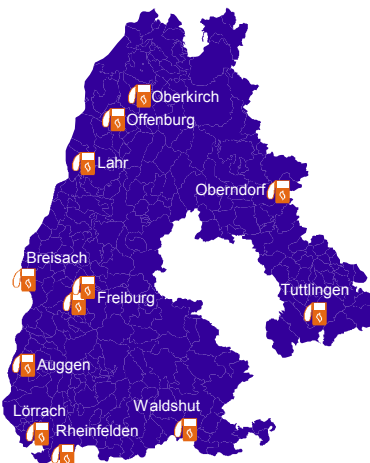 Oberkirch
Offenburg
Lahr
Oberndorf
Breisach
Tuttlingen
Freiburg
Auggen
Lörrach
Waldshut
Rheinfelden